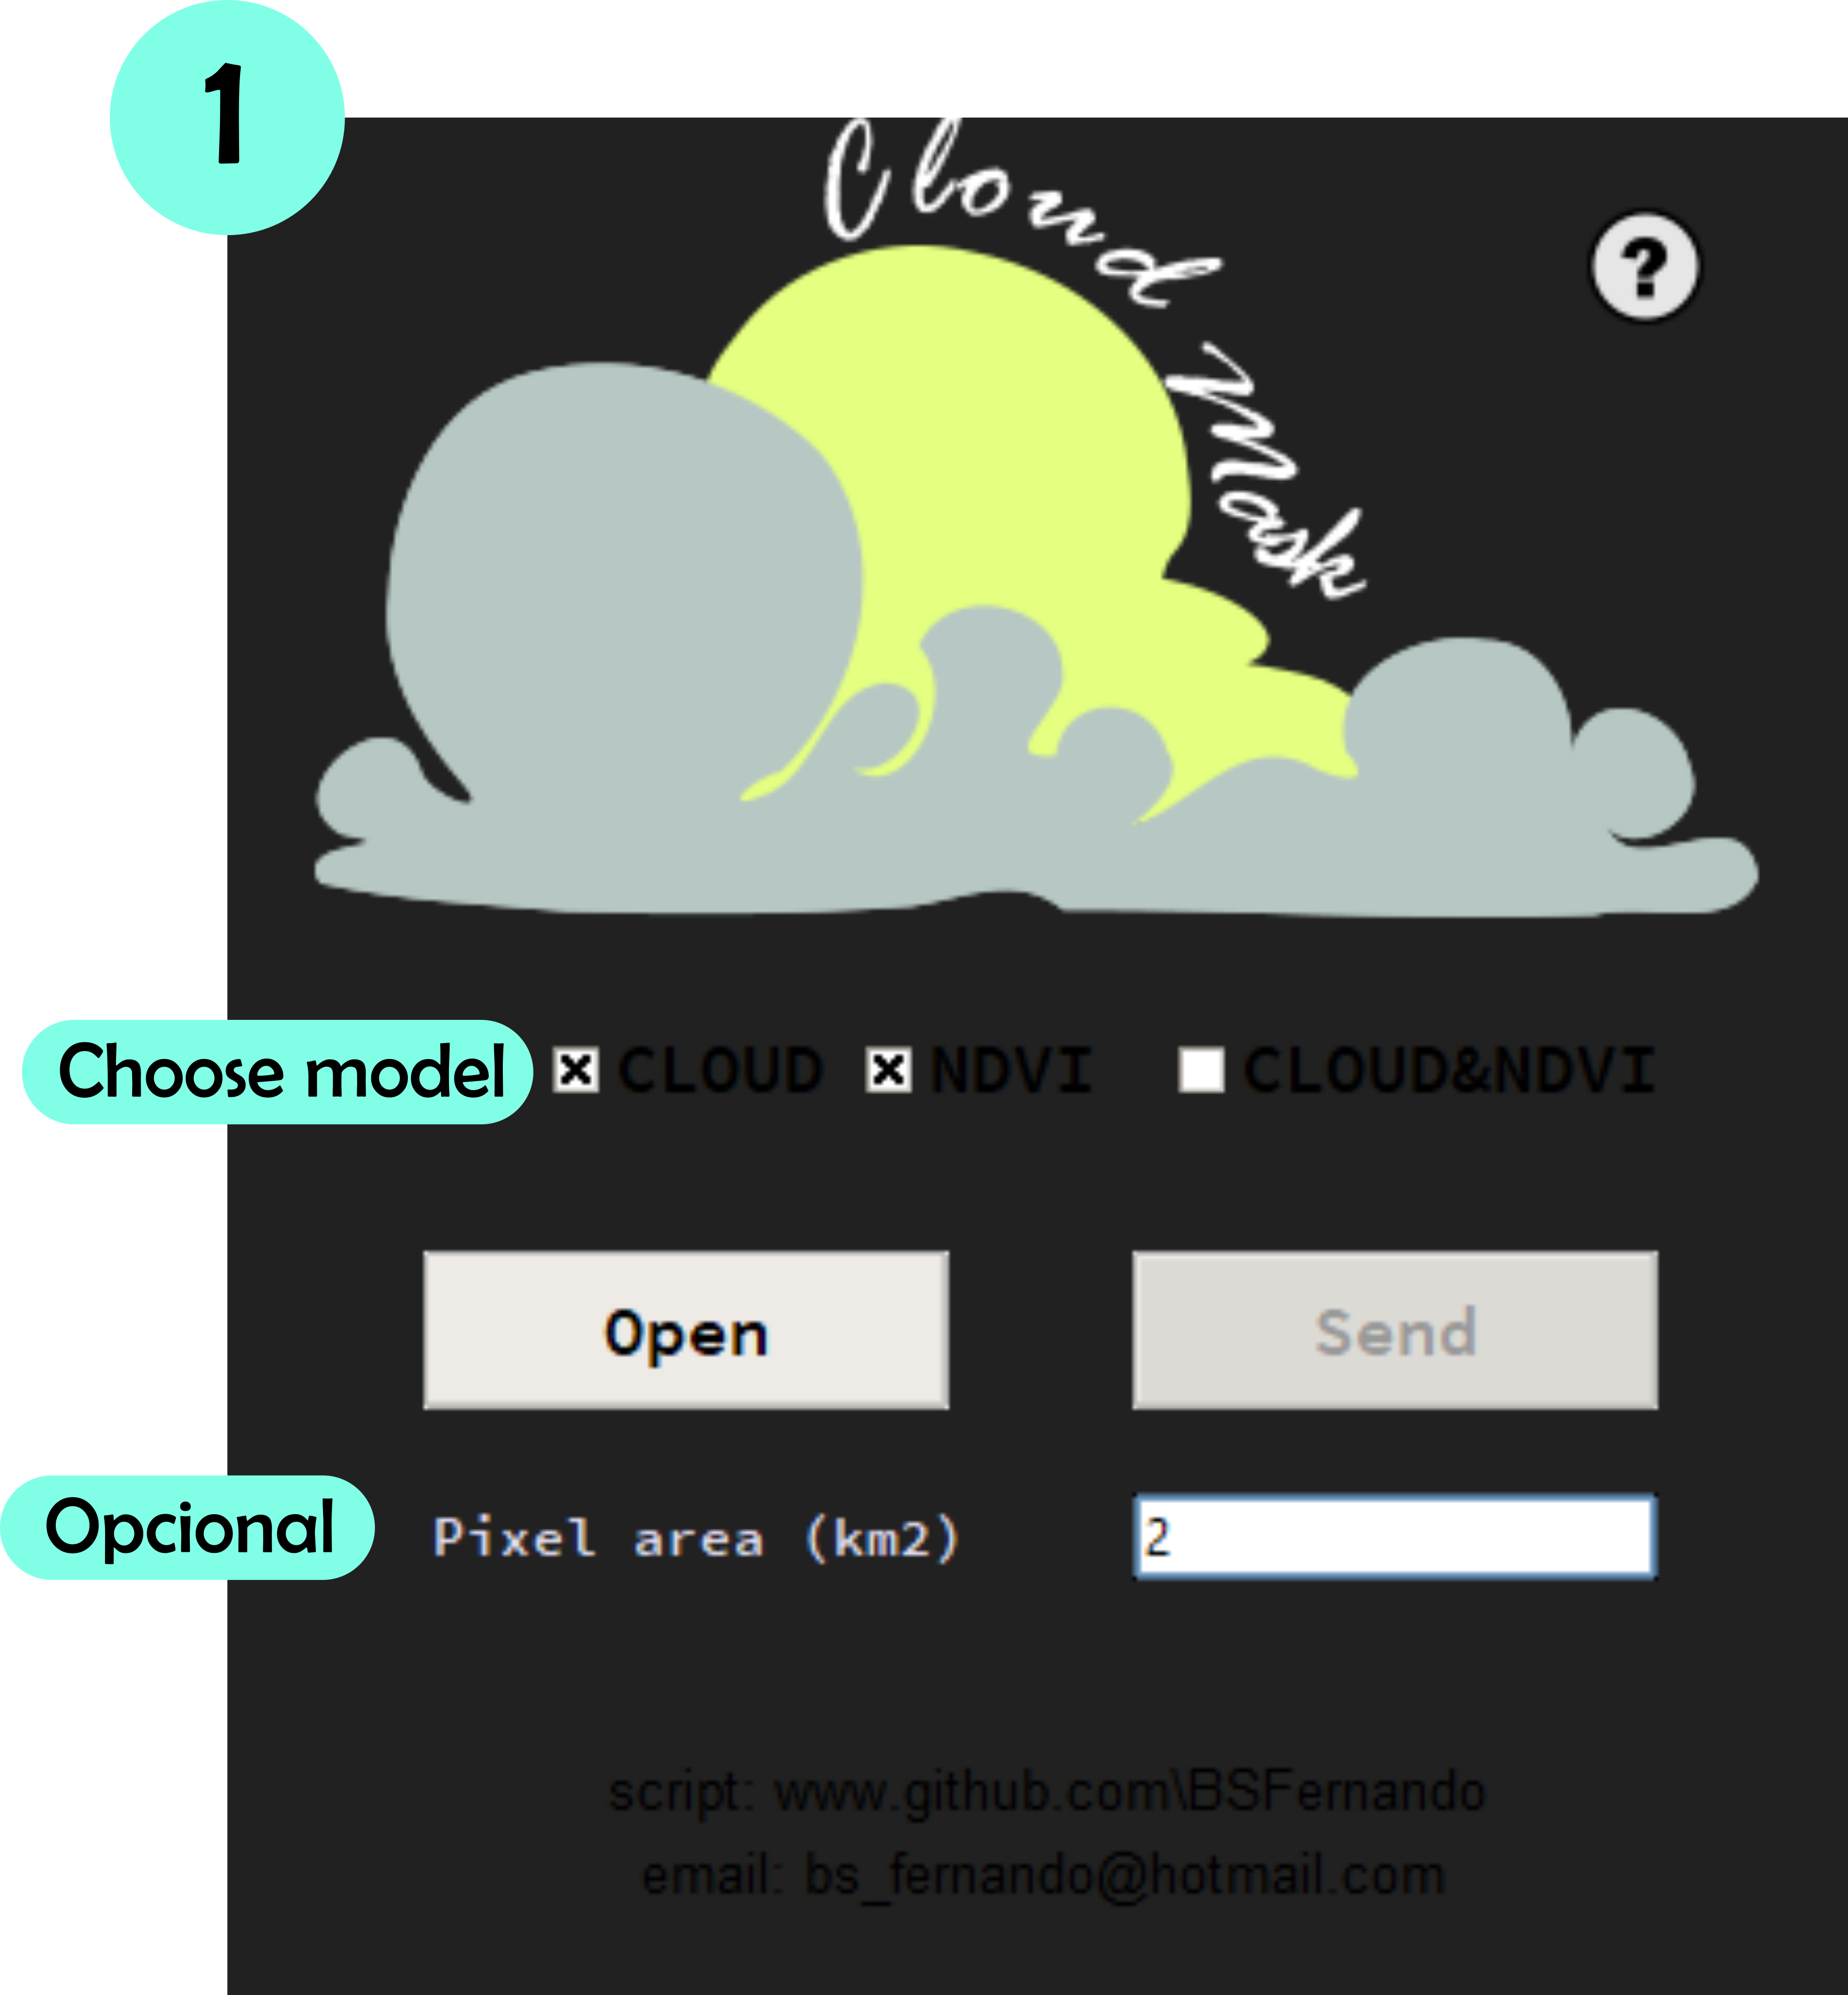 1
Cloud Mask
?
Choose model CLOUD NDVI CLOUD&NDVI
Open Send
Opcional Pixel area (km2) 2
script: www.github.com\BSFernando
email: bs_fernando@hotmail.com